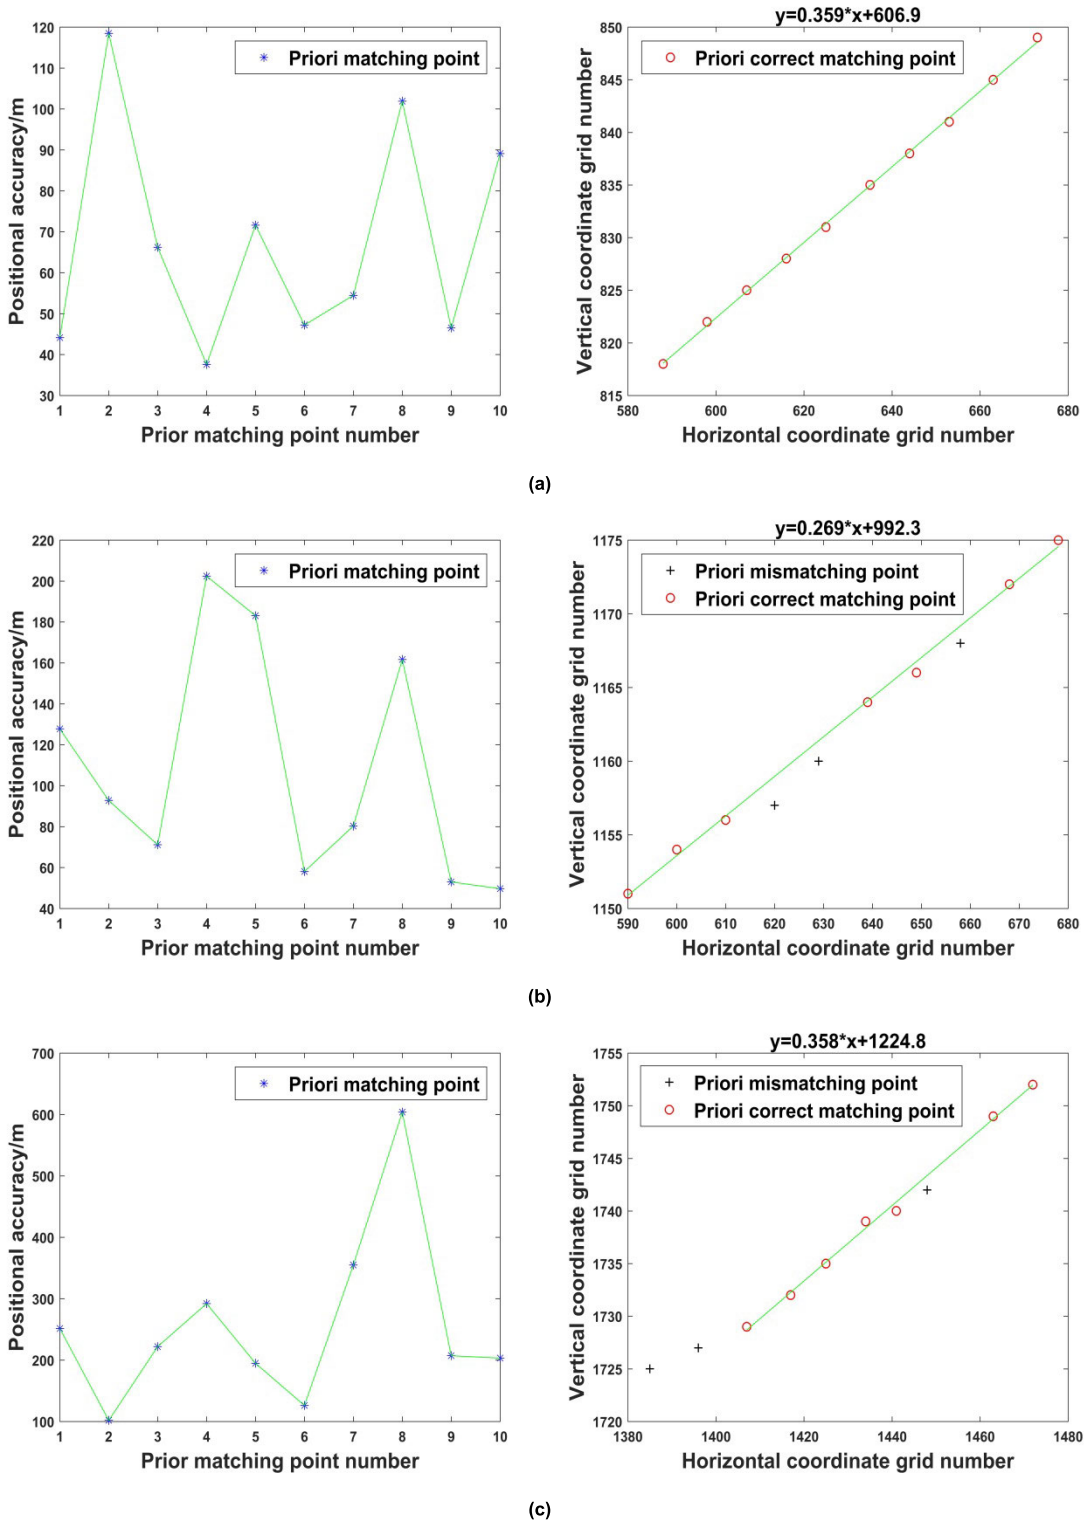 120
110
100
90
80
70
60
50
40
30
1 2 3 4 5 6 7 8 9 10
Positional accuracy/m
Prior matching point number
Priori matching point
y=0.359*x+606.9
850
845
840
835
830
825
820
815
580 600 620 640 660 680
Vertical coordinate grid number
Horizontal coordinate grid number
Priori correct matching point
(a)
220
200
180
160
140
120
100
80
60
40
1 2 3 4 5 6 7 8 9 10
Positional accuracy/m
Prior matching point number
Priori matching point
y=0.269*x+992.3
1175
1170
1165
1160
1155
1150
590 600 610 620 630 640 650 660 670 680
Vertical coordinate grid number
Horizontal coordinate grid number
Priori mismatching point
Priori correct matching point
(b)
700
600
500
400
300
200
100
1 2 3 4 5 6 7 8 9 10
Positional accuracy/m
Prior matching point number
Priori matching point
y=0.358*x+1224.8
1755
1750
1745
1740
1735
1730
1725
1720
1380 1400 1420 1440 1460 1480
Vertical coordinate grid number
Horizontal coordinate grid number
Priori mismatching point
Priori correct matching point
(c)